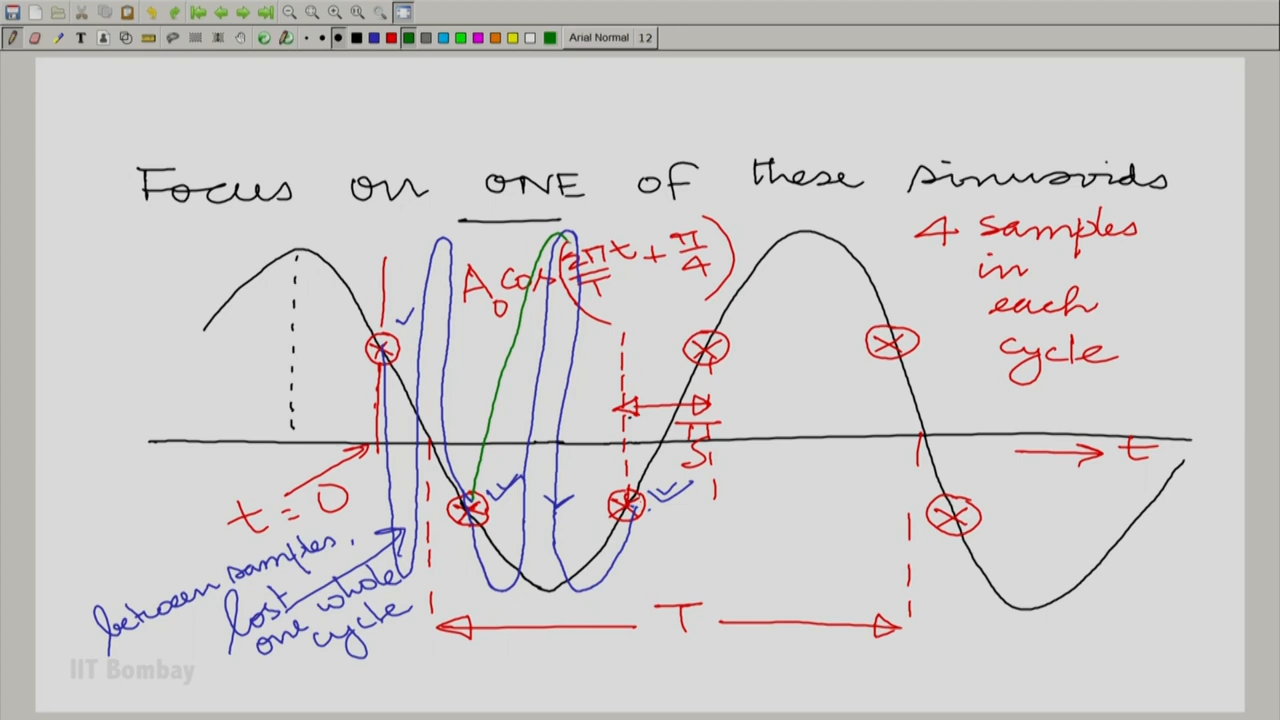 Arial Normal 12
Focus on ONE of these sinusoids
4 samples
in
each
cycle
A₀ cos(2π/T t + π/4)
t = 0
t
between samples.
lost
one whole
cycle
T
IIT Bombay